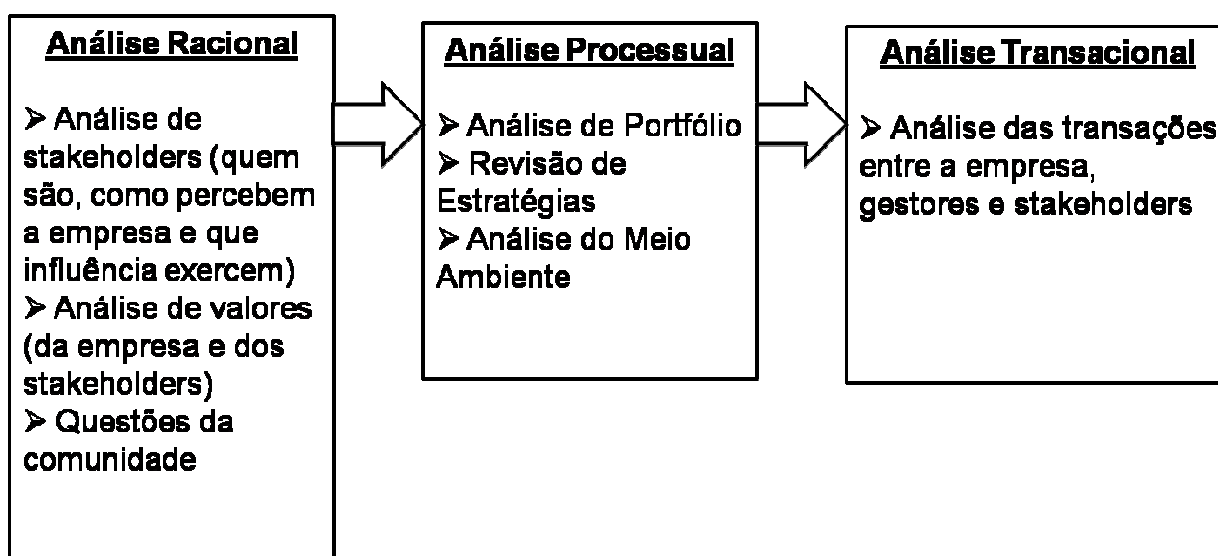 Análise Racional
➢ Análise de
stakeholders (quem
são, como percebem
a empresa e que
influência exercem)
➢ Análise de valores
(da empresa e dos
stakeholders)
➢ Questões da
comunidade
Análise Processual
➢ Análise de Portfólio
➢ Revisão de
Estratégias
➢ Análise do Meio
Ambiente
Análise Transacional
➢ Análise das transações
entre a empresa,
gestores e stakeholders